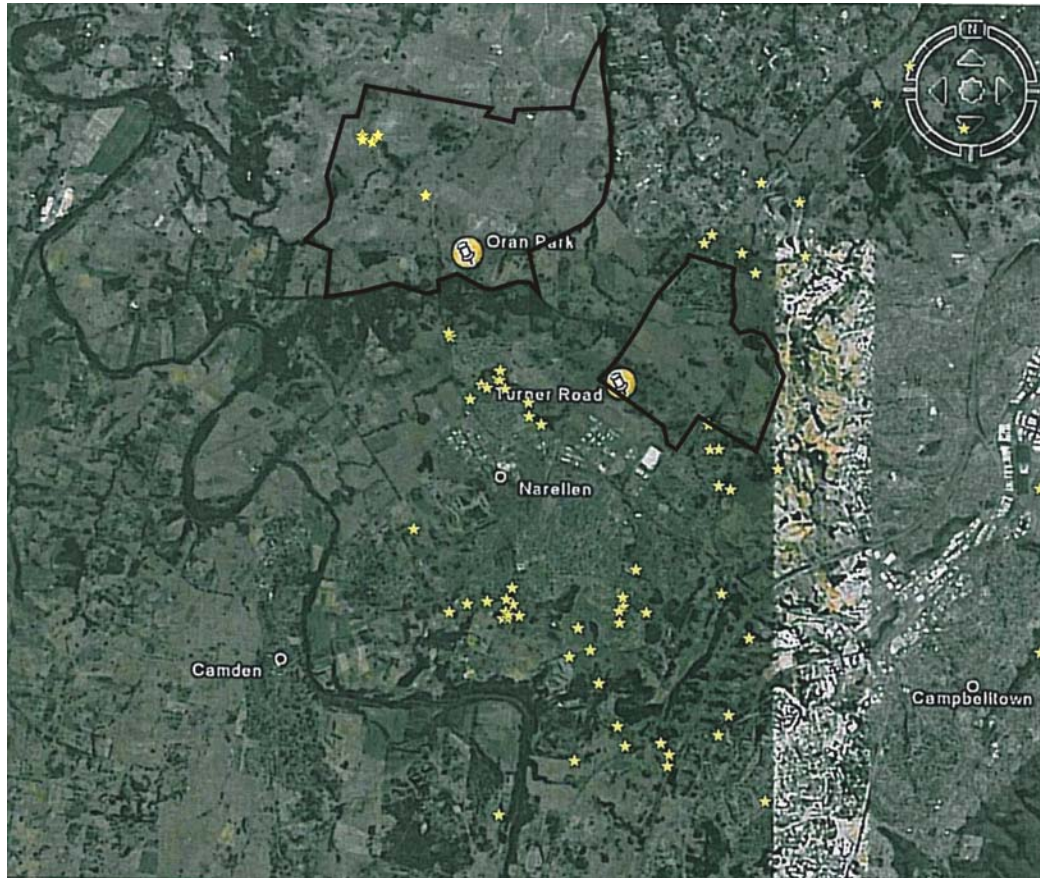 N
Oran Park
Turner Road
Narellen
Camden
Campbelltown